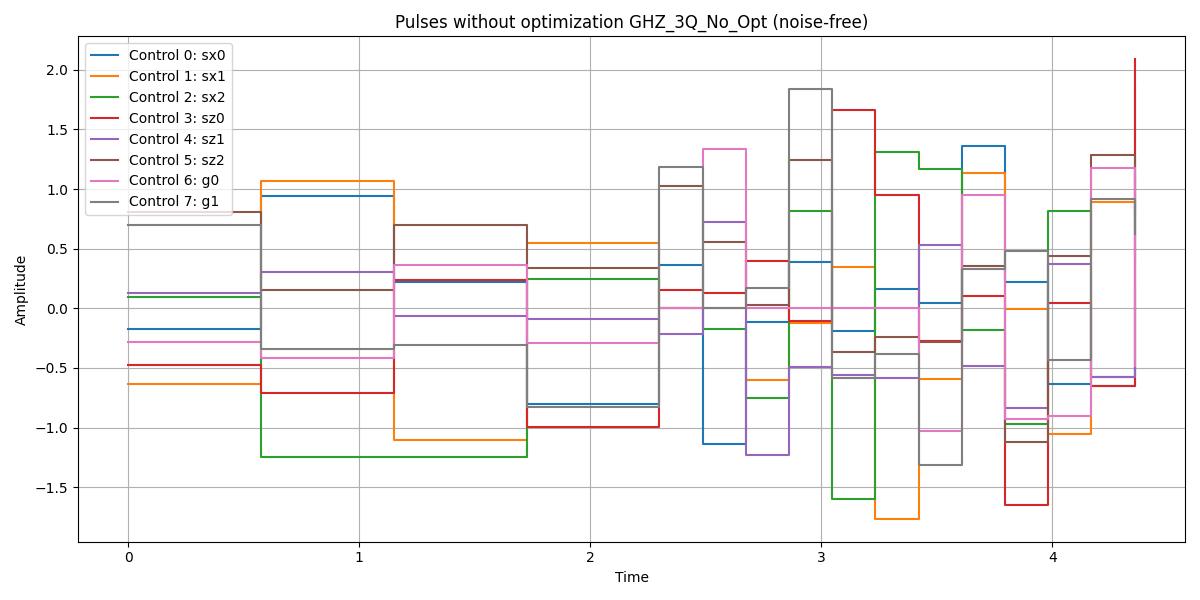 Pulses without optimization GHZ_3Q_No_Opt (noise-free)
Control 0: sx0
Control 1: sx1
Control 2: sx2
Control 3: sz0
Control 4: sz1
Control 5: sz2
Control 6: g0
Control 7: g1
Amplitude
2.0
1.5
1.0
0.5
0.0
−0.5
−1.0
−1.5
0 1 2 3 4
Time